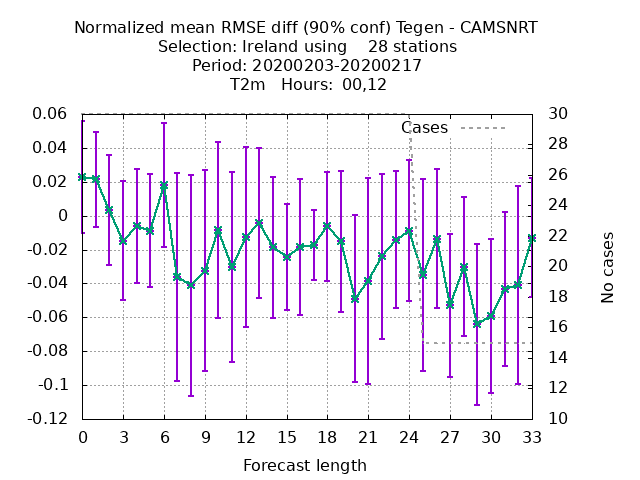 Normalized mean RMSE diff (90% conf) Tegen - CAMSNRT
Selection: Ireland using    28 stations
Period: 20200203-20200217
T2m   Hours:  00,12
Cases
0.06
0.04
0.02
0
-0.02
-0.04
-0.06
-0.08
-0.1
-0.12
30
28
26
24
22
20
18
16
14
12
10
No cases
0 3 6 9 12 15 18 21 24 27 30 33
Forecast length